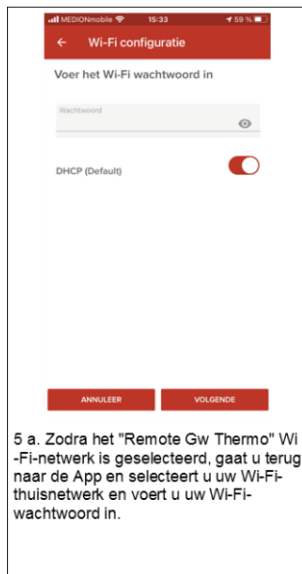 MEDIONmobile 15:33 59 %
← Wi-Fi configuratie
Voer het Wi-Fi wachtwoord in
Wachtwoord
DHCP (Default)
ANNULEER VOLGENDE
5 a. Zodra het "Remote Gw Thermo" Wi
-Fi-netwerk is geselecteerd, gaat u terug
naar de App en selecteert u uw Wi-Fi-
thuisnetwerk en voert u uw Wi-Fi-
wachtwoord in.